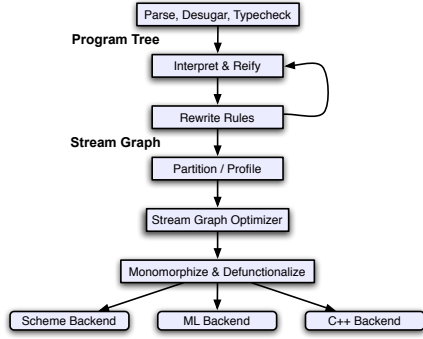 Parse, Desugar, Typecheck
Program Tree
Interpret & Reify
Rewrite Rules
Stream Graph
Partition / Profile
Stream Graph Optimizer
Monomorphize & Defunctionalize
Scheme Backend
ML Backend
C++ Backend